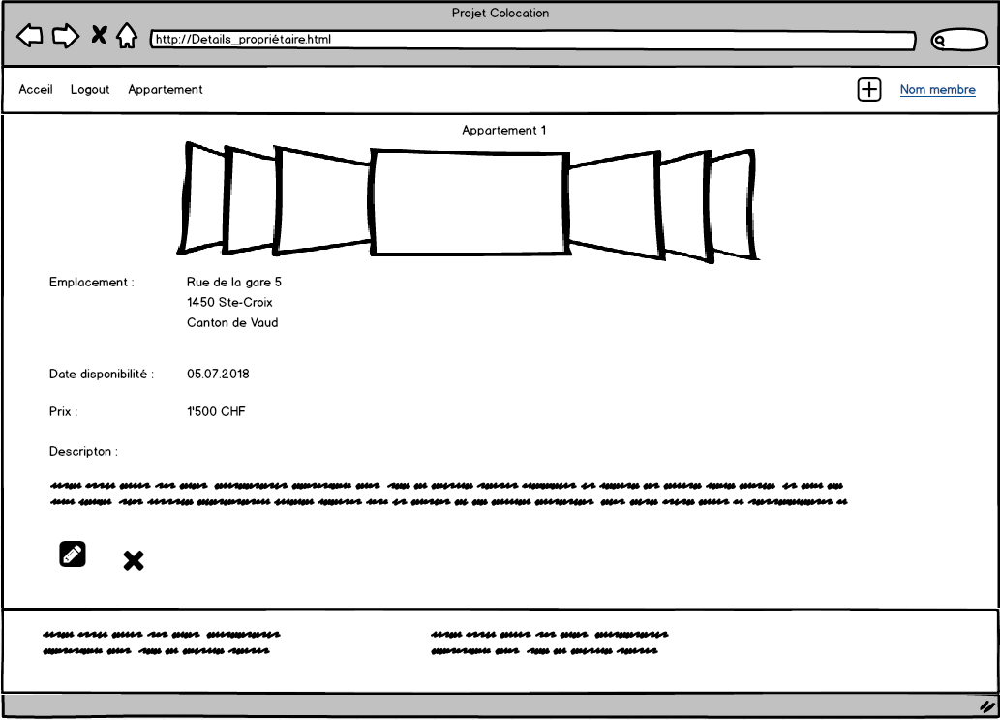 Projet Colocation
http://Details_propriétaire.html
Acceil Logout Appartement Nom membre
Appartement 1
Emplacement : Rue de la gare 5
1450 Ste-Croix
Canton de Vaud
Date disponibilité : 05.07.2018
Prix : 1'500 CHF
Descripton :